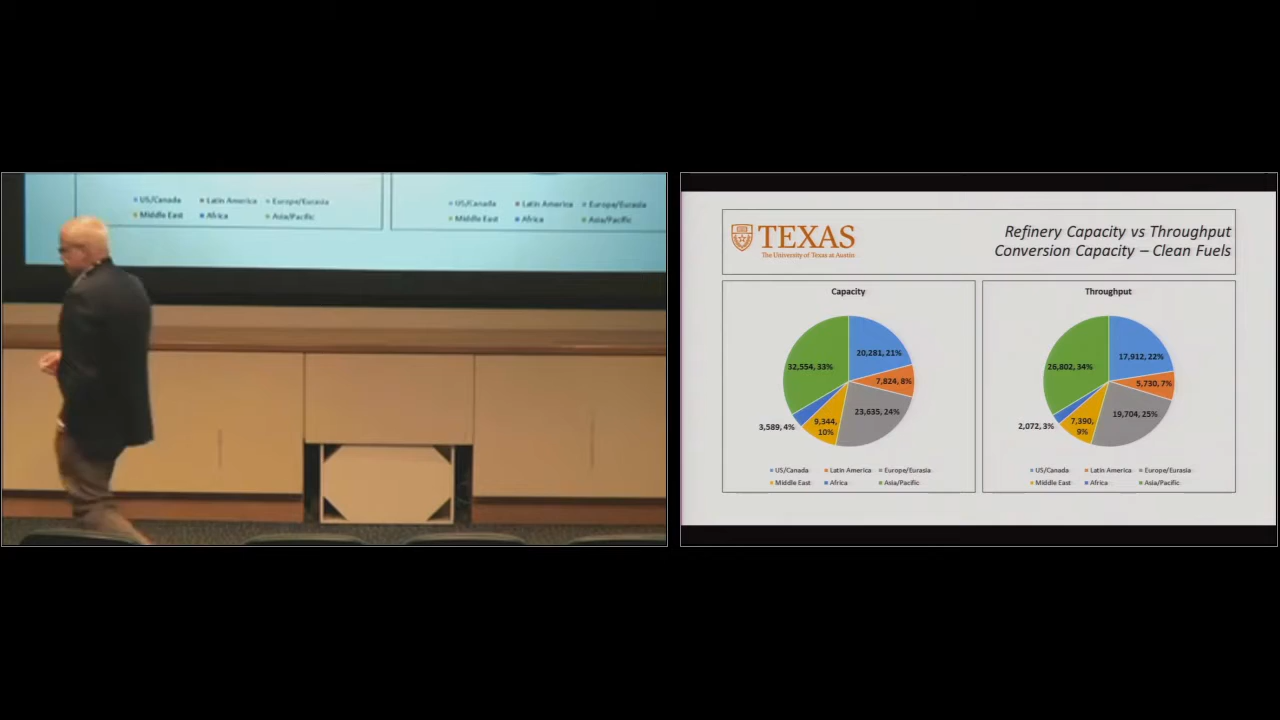 US/Canada Latin America Europe/Eurasia
Middle East Africa Asia/Pacific
US/Canada Latin America Europe/Eurasia
Middle East Africa Asia/Pacific
TEXAS
The University of Texas at Austin
Refinery Capacity vs Throughput
Conversion Capacity – Clean Fuels
Capacity
20,281, 21%
32,554, 33%
7,824, 8%
23,635, 24%
9,344,
10%
3,589, 4%
US/Canada Latin America Europe/Eurasia
Middle East Africa Asia/Pacific
Throughput
17,912, 22%
26,802, 34%
5,730, 7%
19,704, 25%
7,390,
9%
2,072, 3%
US/Canada Latin America Europe/Eurasia
Middle East Africa Asia/Pacific